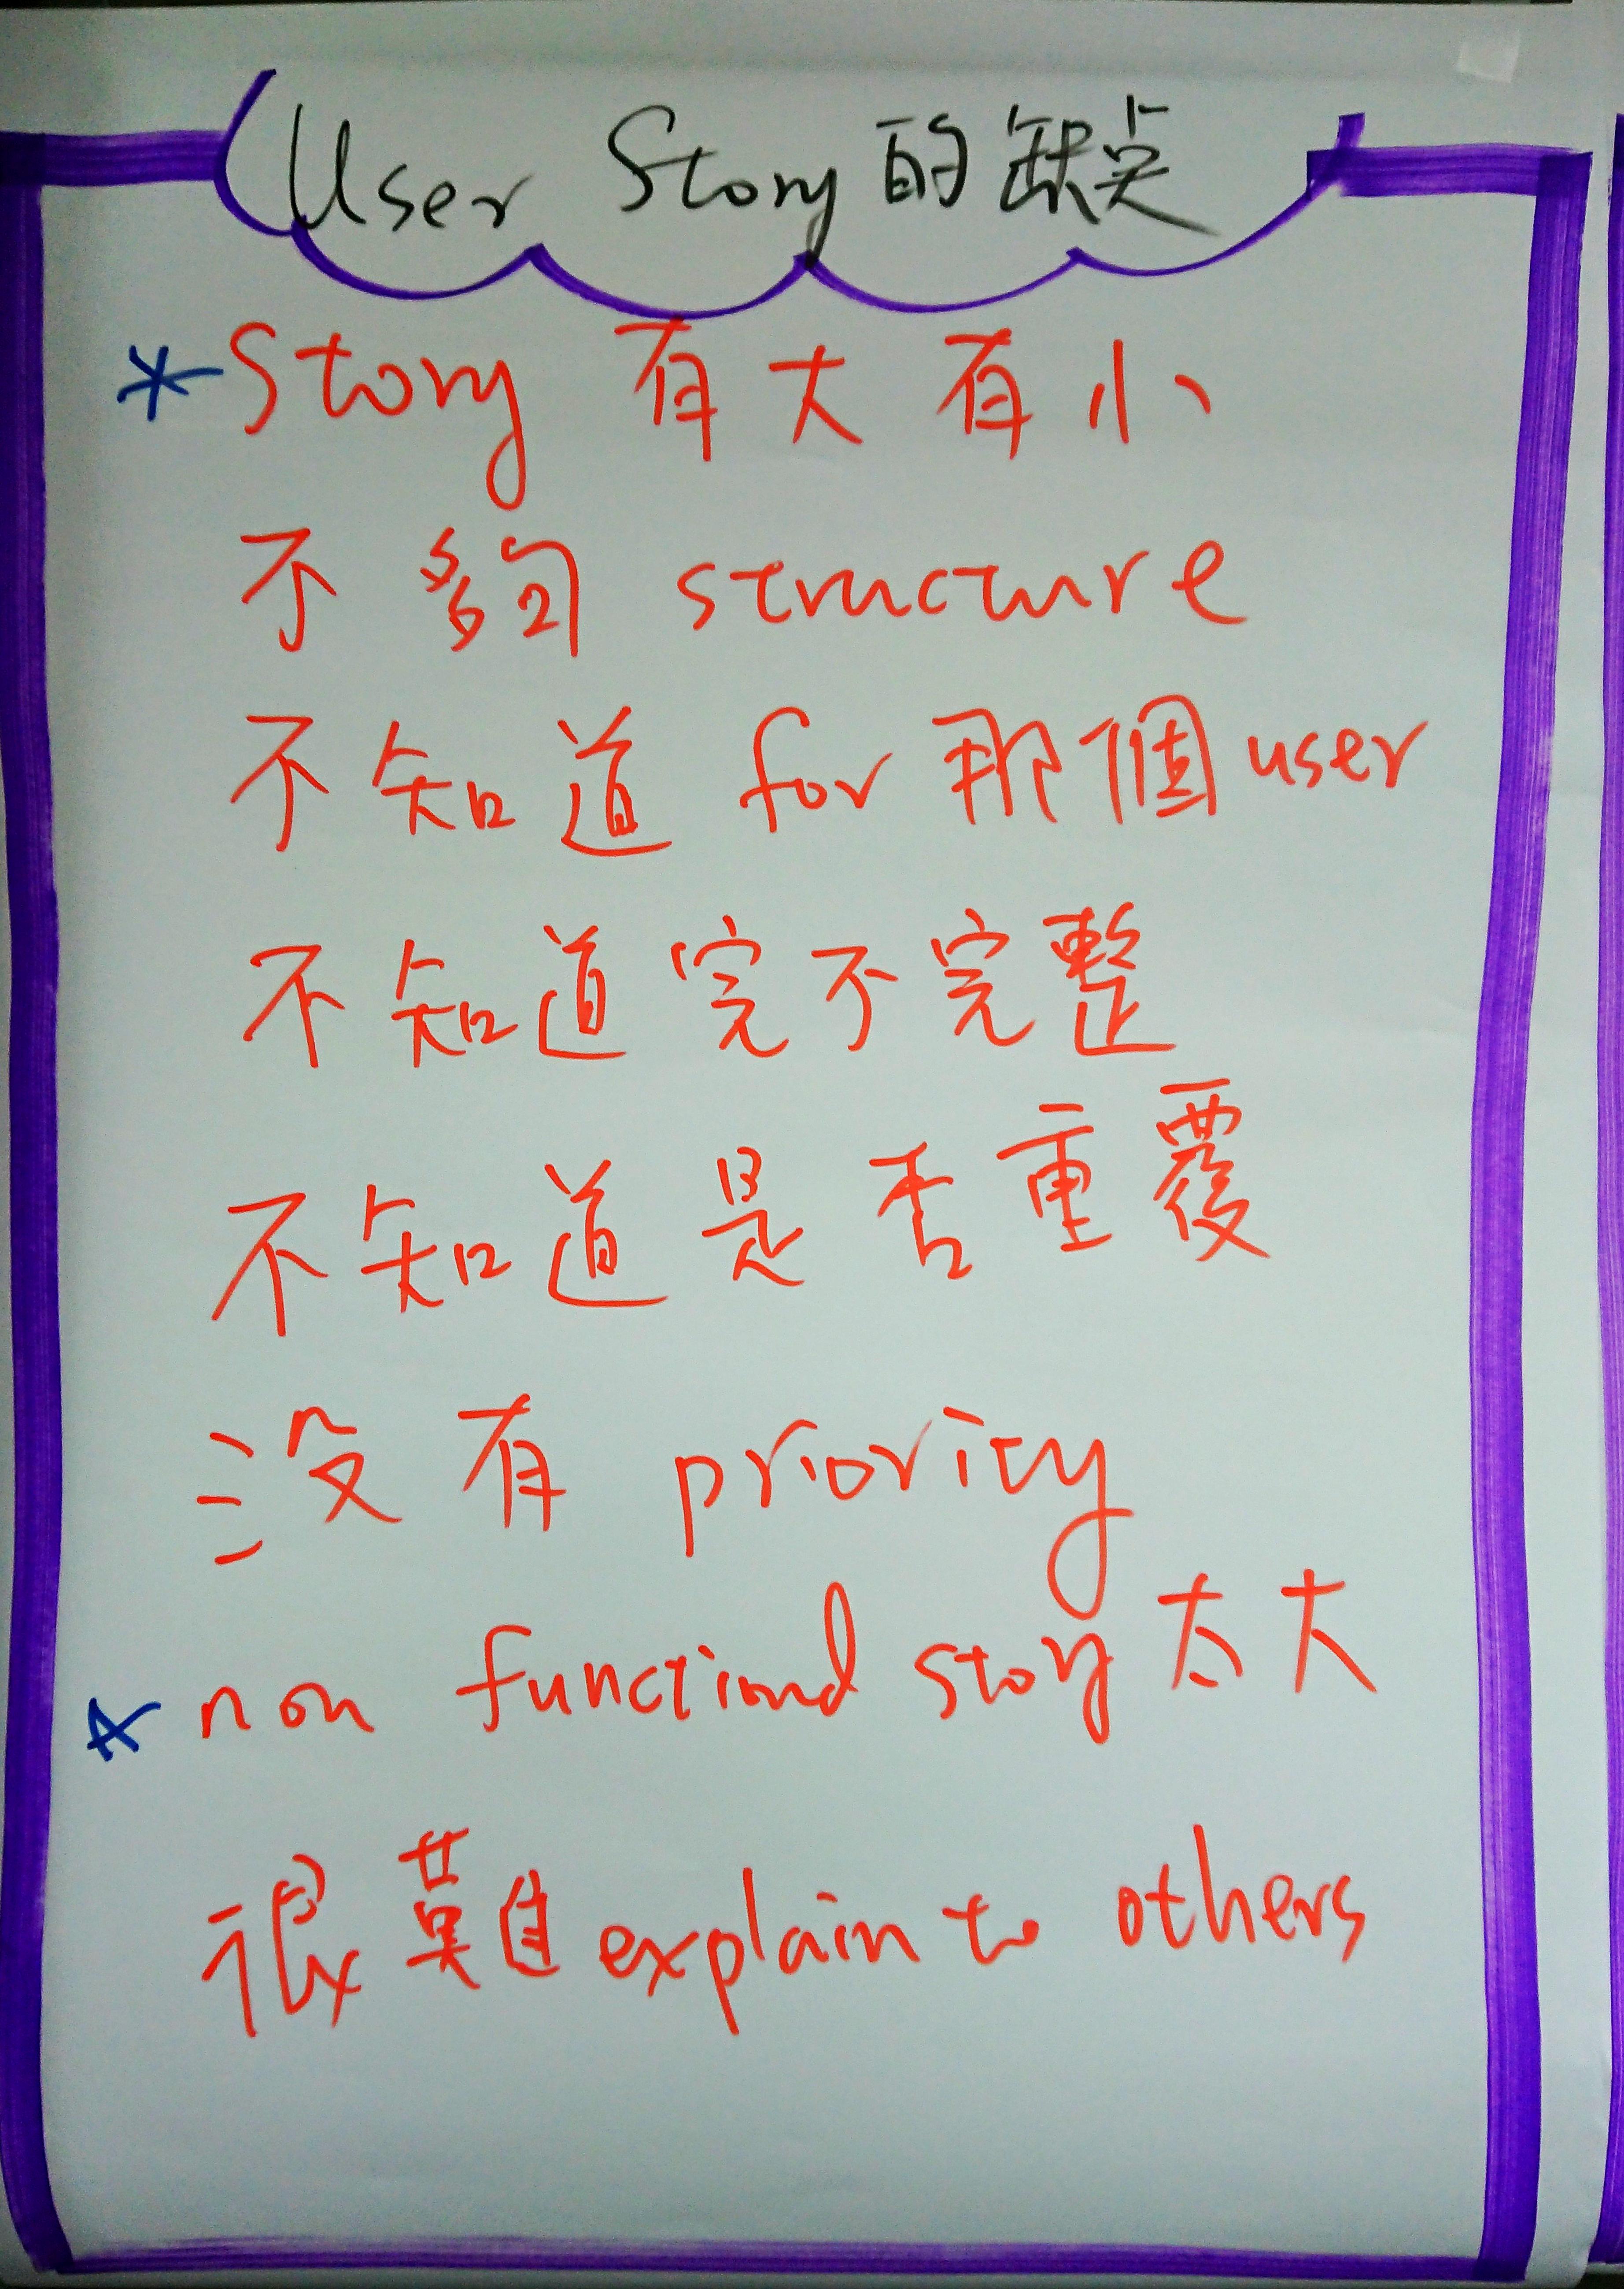 User Story 的缺点
* Story 有大有小
不夠 structure
不知道 for 那個 user
不知道完不完整
不知道是否重覆
沒有 priority
* non functional story 太大
很難 explain to others